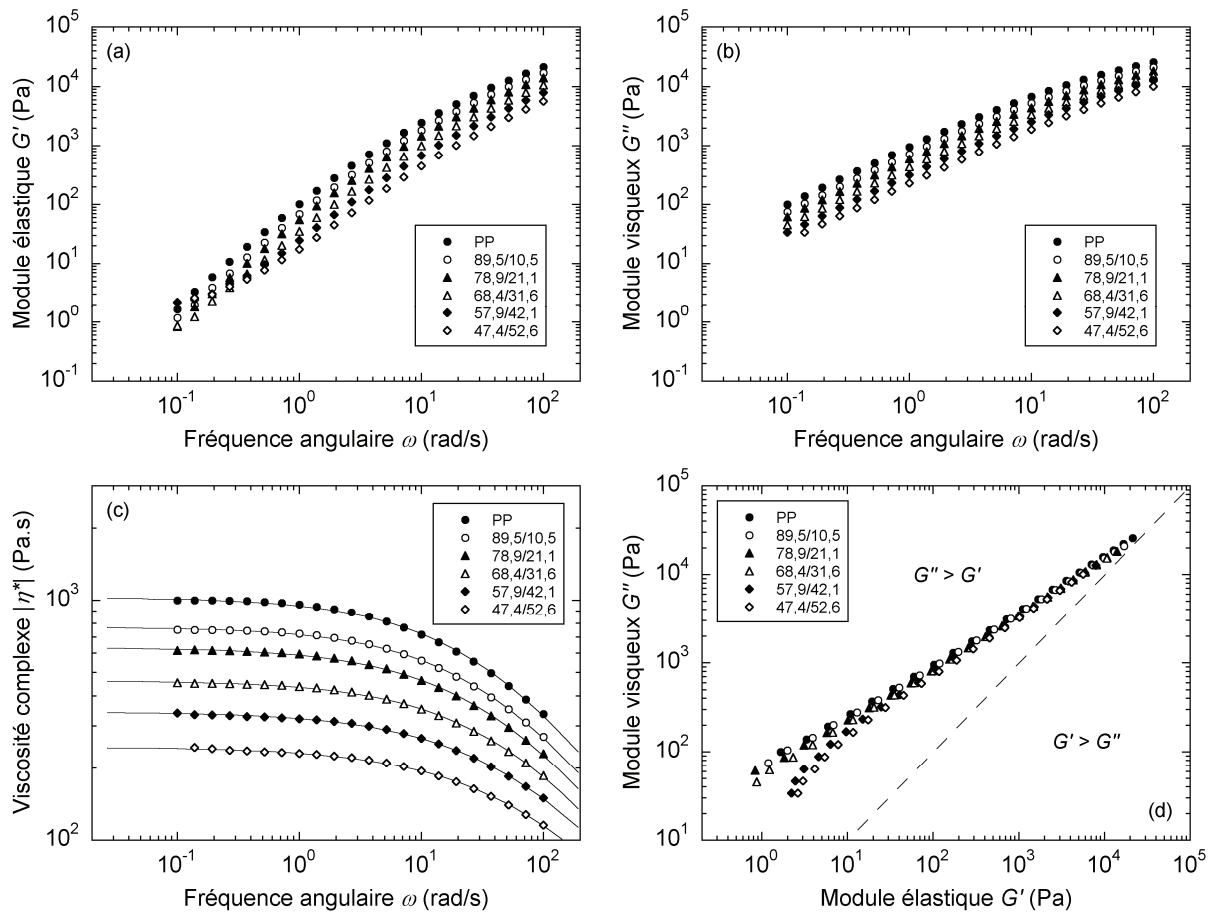 (a)
Module élastique G' (Pa)
10^5
10^4
10^3
10^2
10^1
10^0
10^-1
PP
89,5/10,5
78,9/21,1
68,4/31,6
57,9/42,1
47,4/52,6
10^-1 10^0 10^1 10^2
Fréquence angulaire ω (rad/s)
(b)
Module visqueux G'' (Pa)
10^5
10^4
10^3
10^2
10^1
10^0
10^-1
PP
89,5/10,5
78,9/21,1
68,4/31,6
57,9/42,1
47,4/52,6
10^-1 10^0 10^1 10^2
Fréquence angulaire ω (rad/s)
(c)
Viscosité complexe |η*| (Pa.s)
10^3
10^2
PP
89,5/10,5
78,9/21,1
68,4/31,6
57,9/42,1
47,4/52,6
10^-1 10^0 10^1 10^2
Fréquence angulaire ω (rad/s)
Module visqueux G'' (Pa)
10^5
10^4
10^3
10^2
10^1
PP
89,5/10,5
78,9/21,1
68,4/31,6
57,9/42,1
47,4/52,6
G'' > G'
G' > G''
(d)
10^0 10^1 10^2 10^3 10^4 10^5
Module élastique G' (Pa)